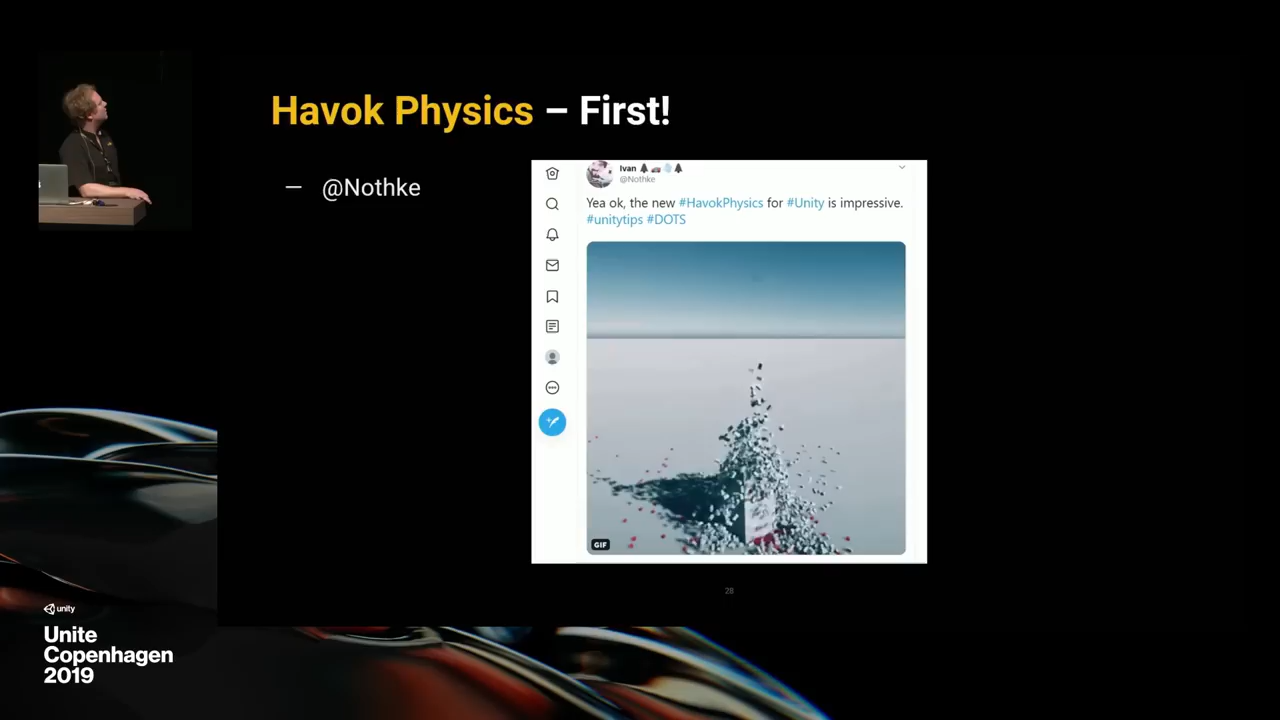 Havok Physics – First!
– @Nothke
Ivan
@Nothke
Yea ok, the new #HavokPhysics for #Unity is impressive.
#unitytips #DOTS
GIF
28
unity
Unite
Copenhagen
2019